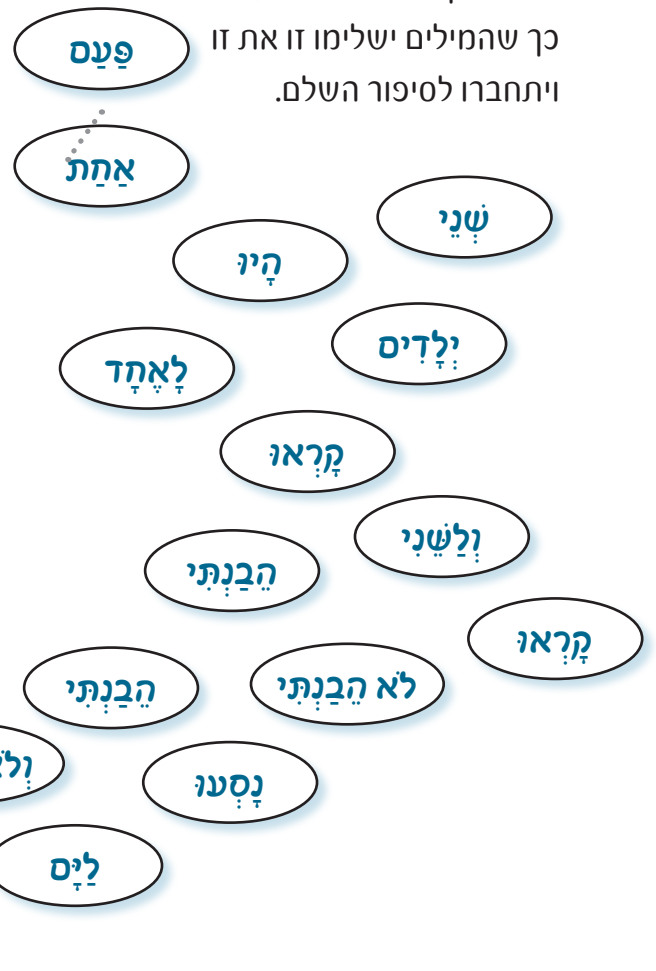 כך שהמילים ישלימו זו את זו
ויתחברו לסיפור השלם.
פַּעַם
אַחַת
שְׁנֵי
הָיוּ
יְלָדִים
לָאֶחָד
קָרְאוּ
וְלַשֵּׁנִי
הֵבַנְתִּי
קָרְאוּ
לֹא הֵבַנְתִּי
הֵבַנְתִּי
נָסְעוּ
לַיָּם